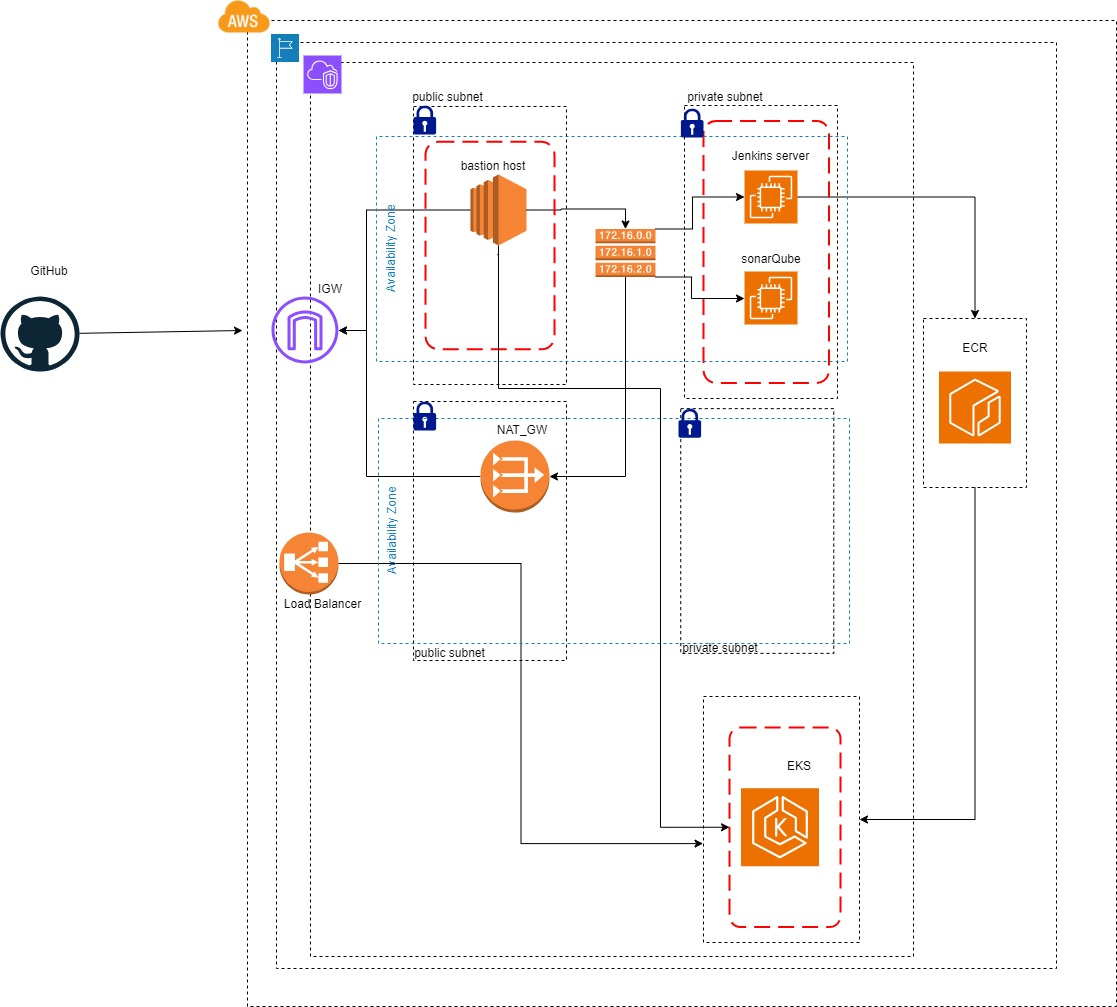 AWS
public subnet
private subnet
bastion host
Jenkins server
Availability Zone
172.16.0.0
172.16.1.0
172.16.2.0
sonarQube
GitHub
IGW
ECR
NAT_GW
Availability Zone
Load Balancer
public subnet
private subnet
EKS
K